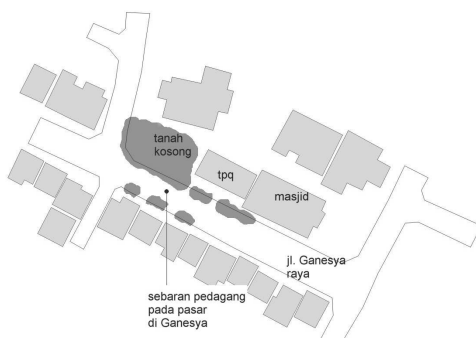 tanah
kosong
tpq
masjid
jl. Ganesya
raya
sebaran pedagang
pada pasar
di Ganesya